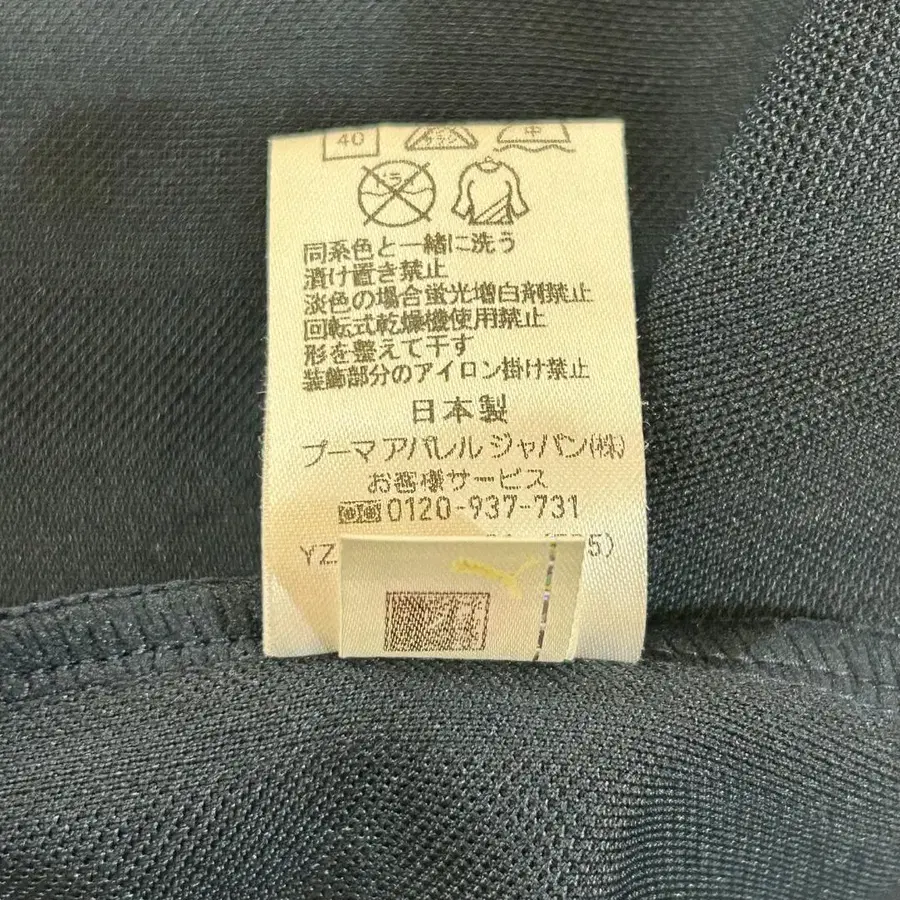 40
中
ドライ
同系色と一緒に洗う
漬け置き禁止
淡色の場合蛍光増白剤禁止
回転式乾燥機使用禁止
形を整えて干す
装飾部分のアイロン掛け禁止
日本製
プーマ アパレル ジャパン(株)
お客様サービス
0120-937-731
YZ